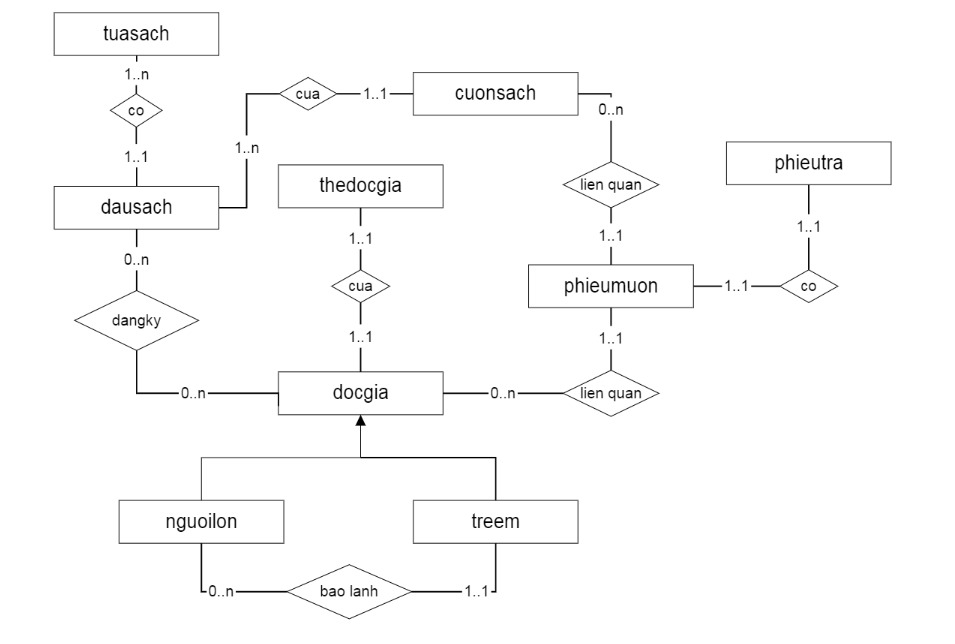 tuasach
1..n
co
1..1
dausach
cua
1..1
cuonsach
1..n
0..n
thedocgia
lien quan
phieutra
1..1
1..1
1..1
cua
phieumuon
1..1
co
0..n
dangky
1..1
1..1
0..n
docgia
0..n
lien quan
nguoilon
treem
0..n
bao lanh
1..1